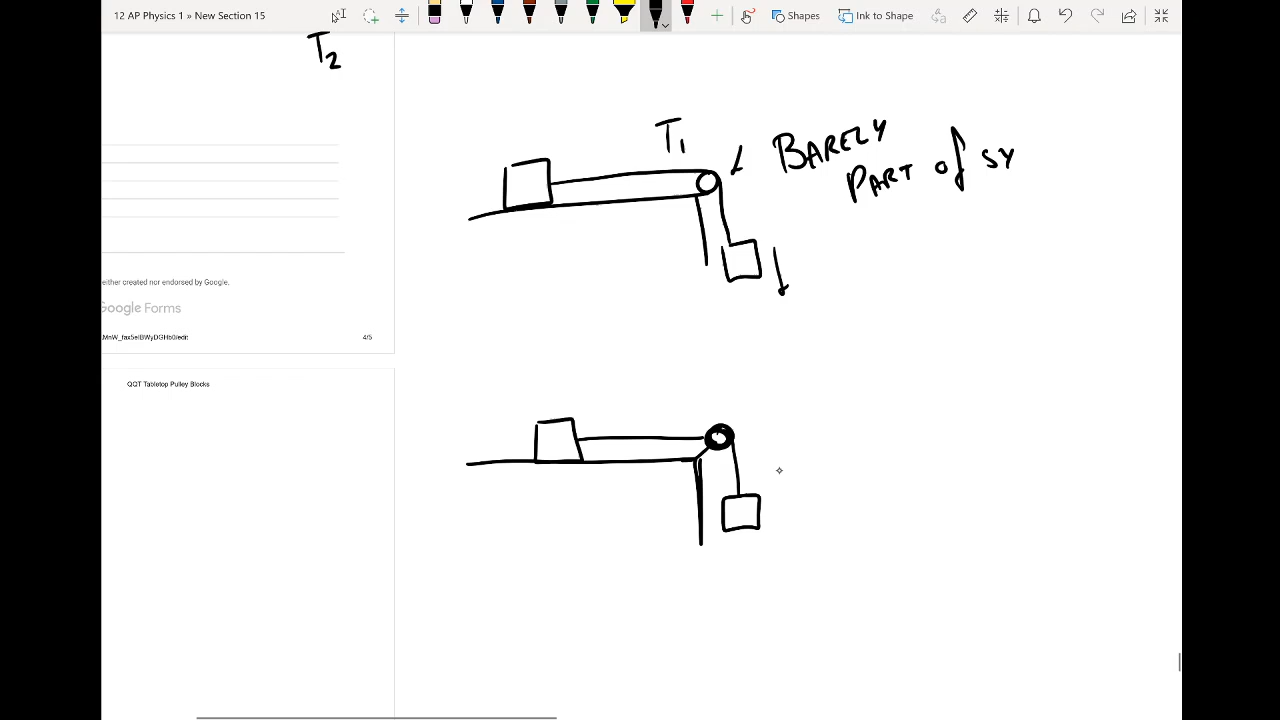 12 AP Physics 1 » New Section 15
Shapes
Ink to Shape
T2
T1
BARELY
PART OF SY
either created nor endorsed by Google.
Google Forms
4/5
QQT Tabletop Pulley Blocks